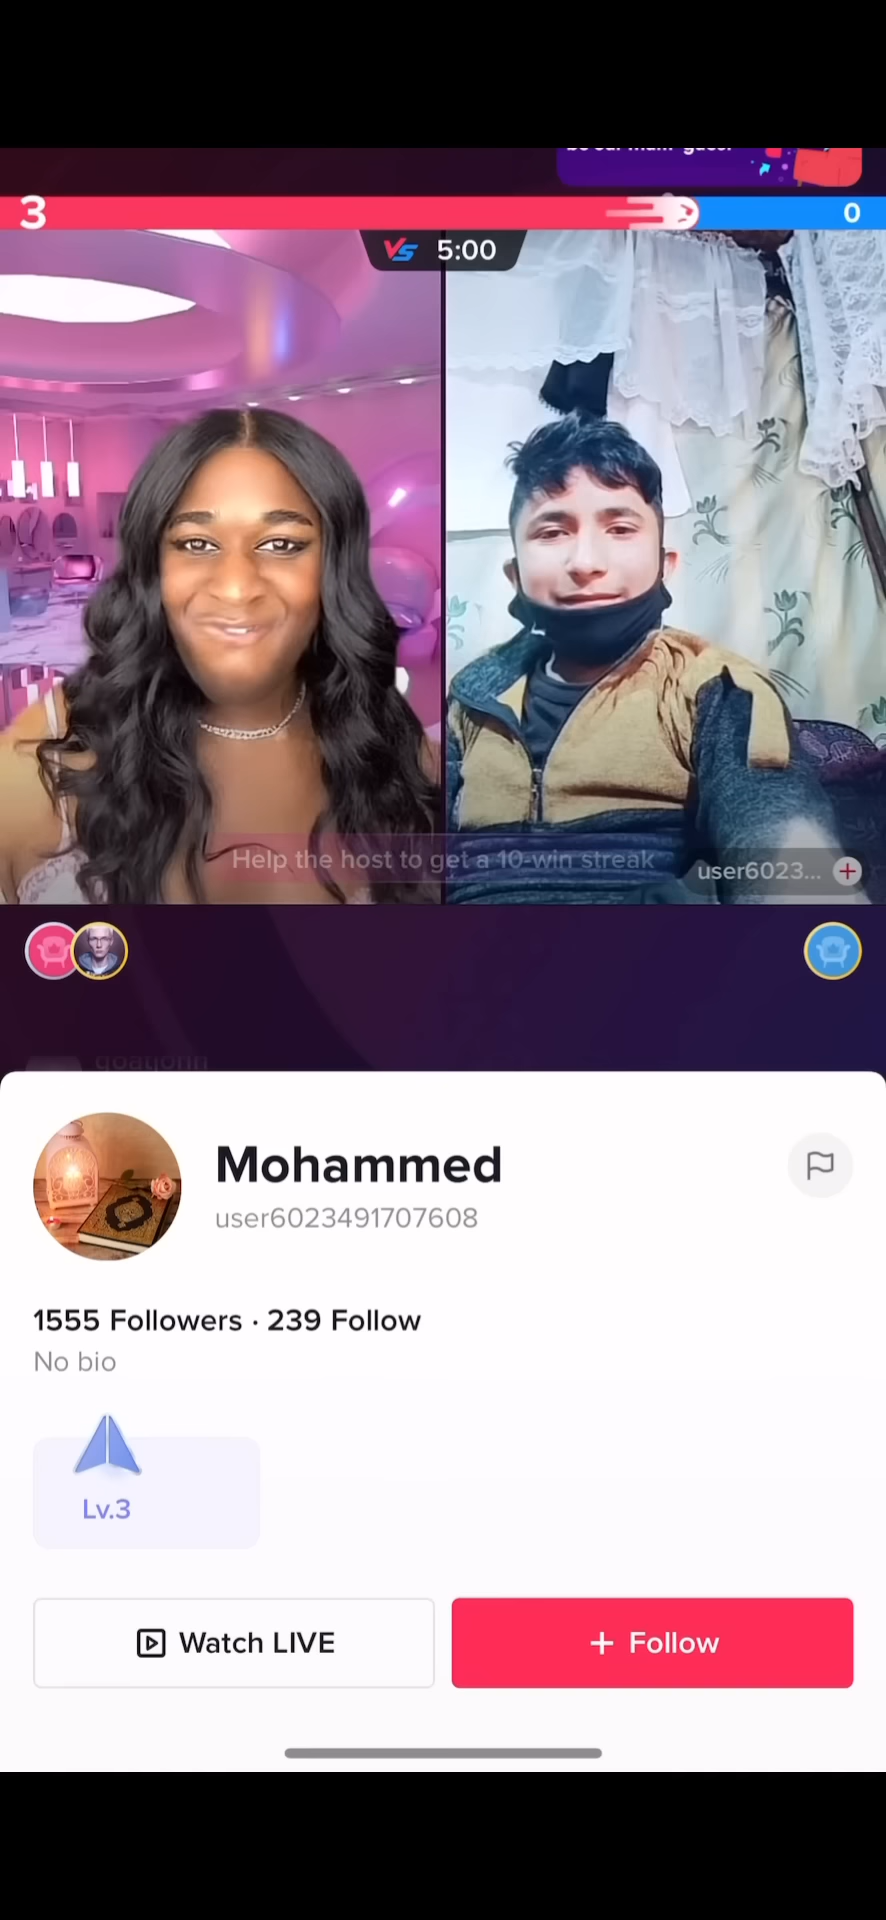 3
0
VS 5:00
Help the host to get a 10-win streak
user6023...
Mohammed
user6023491707608
1555 Followers · 239 Follow
No bio
Lv.3
Watch LIVE
+ Follow